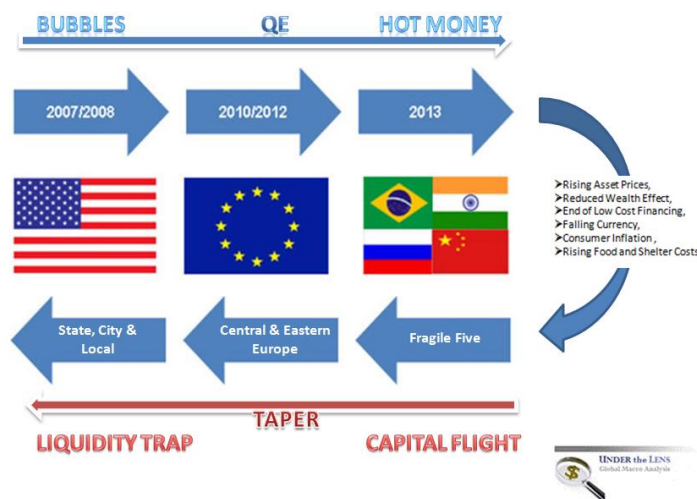 BUBBLES
QE
HOT MONEY
2007/2008
2010/2012
2013
➢Rising Asset Prices,
➢Reduced Wealth Effect,
➢End of Low Cost Financing,
➢Falling Currency,
➢Consumer Inflation ,
➢Rising Food and Shelter Costs
State, City &
Local
Central & Eastern
Europe
Fragile Five
TAPER
LIQUIDITY TRAP
CAPITAL FLIGHT
$
UNDER the LENS
Global Macro Analysis